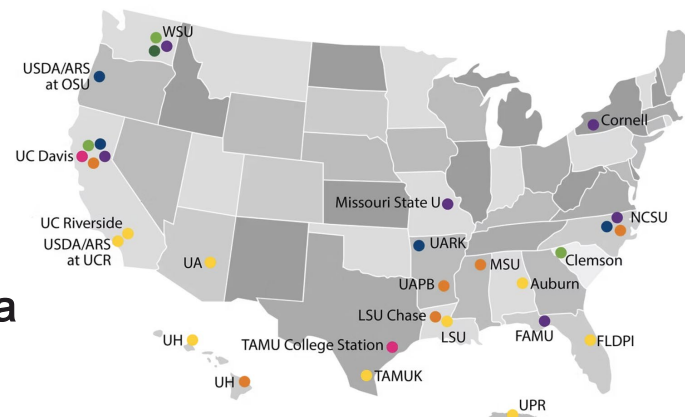 WSU
USDA/ARS
at OSU
Cornell
UC Davis
Missouri State U
NCSU
UC Riverside
USDA/ARS
at UCR
UARK
Clemson
UA
MSU
UAPB
Auburn
a
LSU Chase
LSU
FAMU
FLDPI
UH
TAMU College Station
UH
TAMUK
UPR